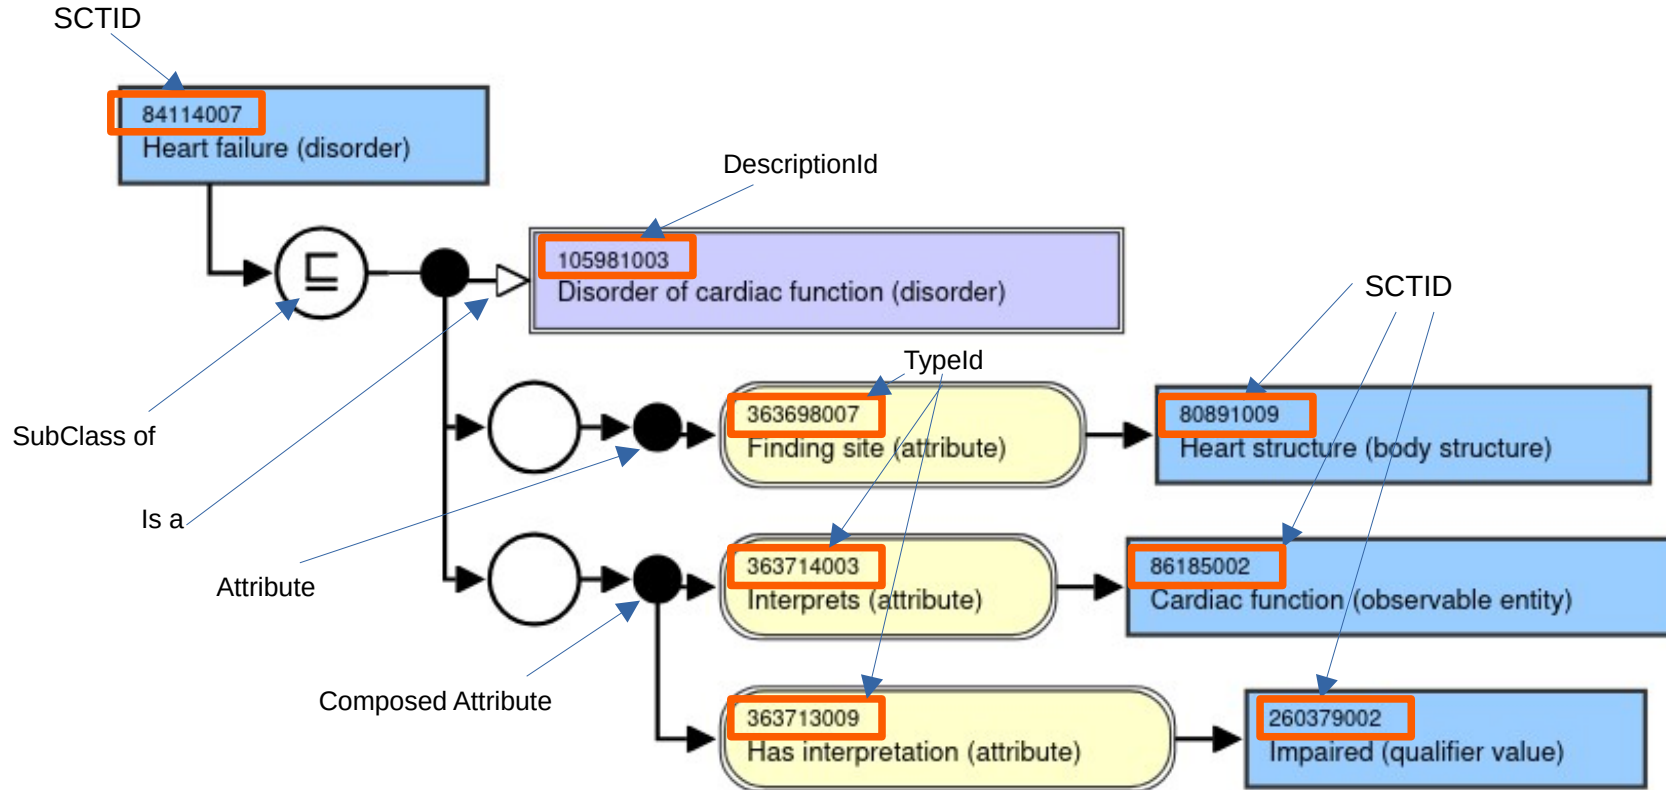 SCTID
84114007
Heart failure (disorder)
DescriptionId
105981003
Disorder of cardiac function (disorder)
⊑
SCTID
TypeId
363698007
Finding site (attribute)
80891009
Heart structure (body structure)
SubClass of
Is a
Attribute
363714003
Interprets (attribute)
86185002
Cardiac function (observable entity)
Composed Attribute
363713009
Has interpretation (attribute)
260379002
Impaired (qualifier value)